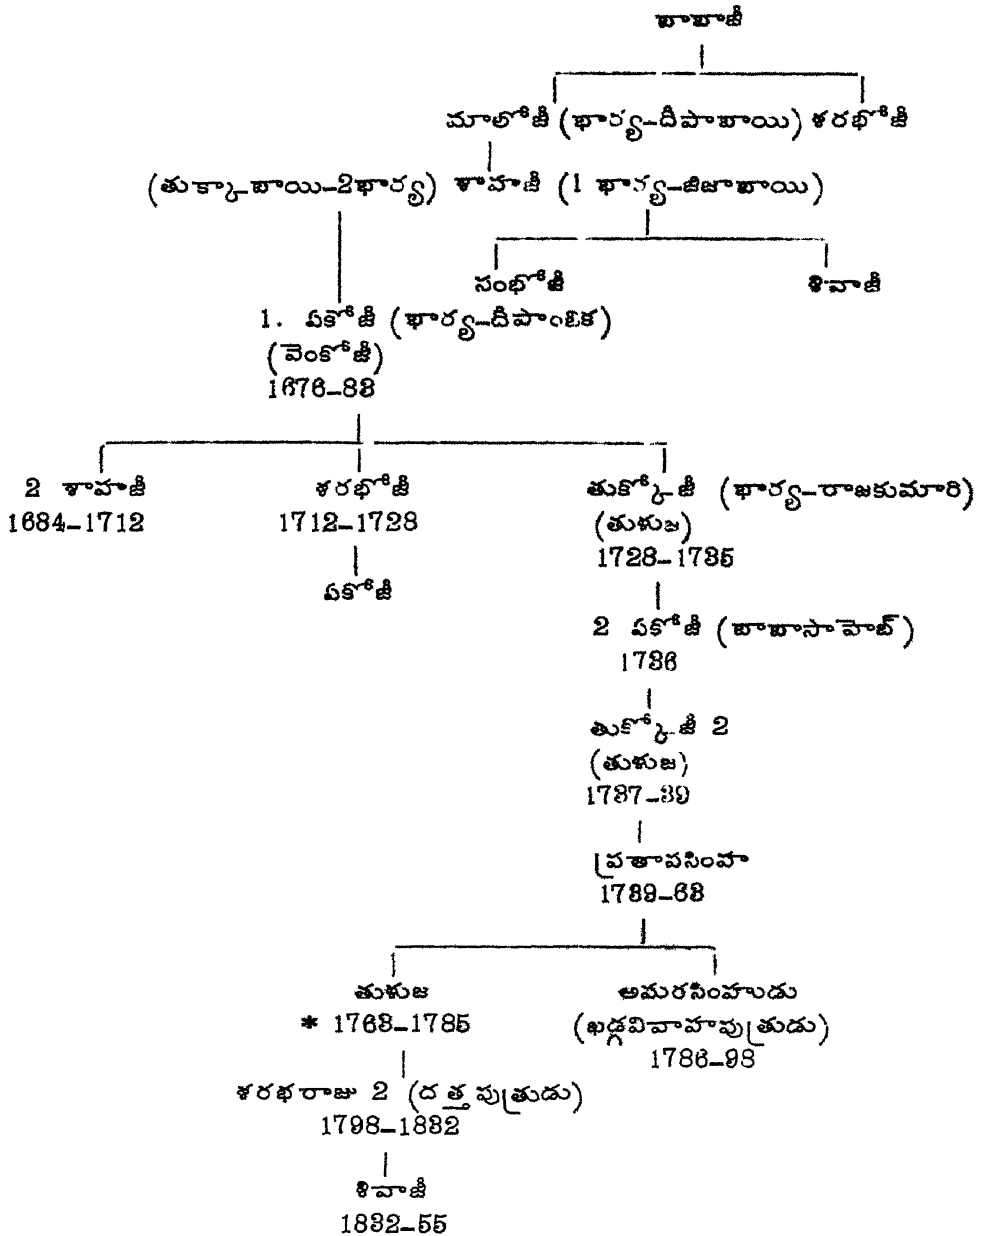 బాబాజీ
మాలోజీ (భార్య-దీపాబాయి) శరభోజీ
(తుక్కాబాయి-2భార్య) శాహజీ (1 భార్య-జిజాబాయి)
సంభోజీ శివాజీ
1. ఏకోజీ (భార్య-దీపాంబిక)
(వెంకోజీ)
1676-83
2 శాహజీ శరభోజీ తుక్కోజీ (భార్య-రాజకుమారి)
1684-1712 1712-1728 (తుళుజ)
1728-1735
ఏకోజీ
2 ఏకోజీ (బాబాసాహెబ్)
1736
తుక్కోజీ 2
(తుళుజ)
1737-39
ప్రతాపసింహ
1739-63
తుళుజ అమరసింహుడు
* 1763-1785 (ఖడ్గవివాహపుత్రుడు)
1786-98
శరభరాజు 2 (దత్తపుత్రుడు)
1798-1832
శివాజీ
1832-55